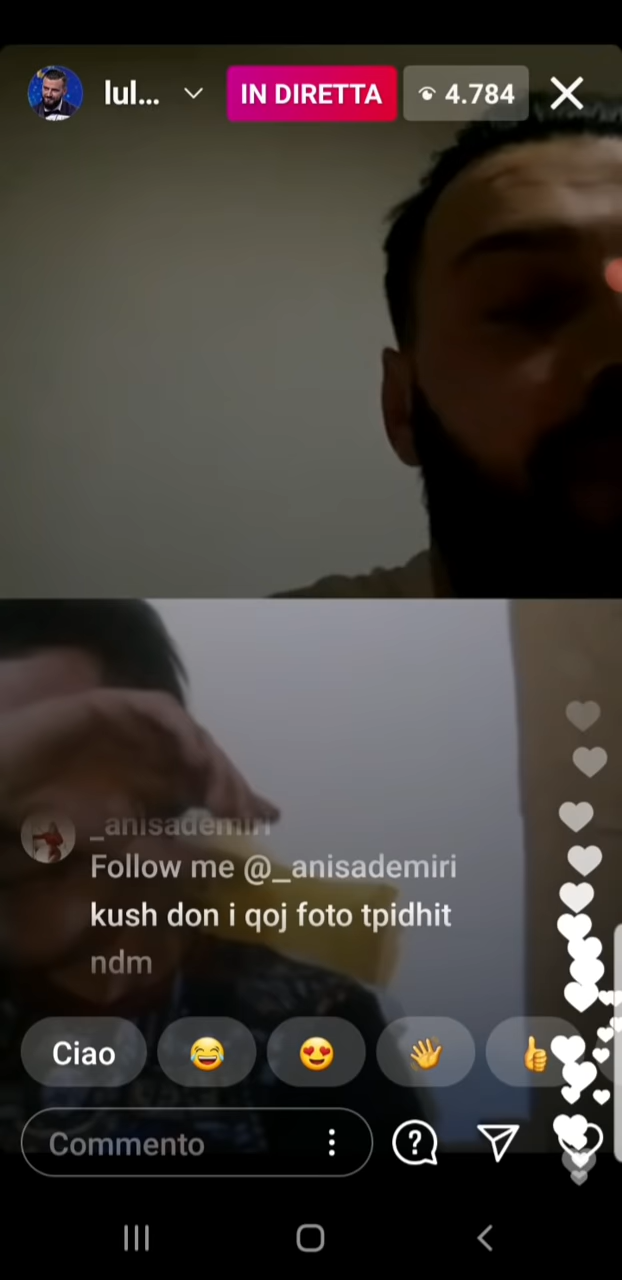 lul...
IN DIRETTA
4.784
_anisademiri
Follow me @_anisademiri
kush don i qoj foto tpidhit
ndm
Ciao
Commento